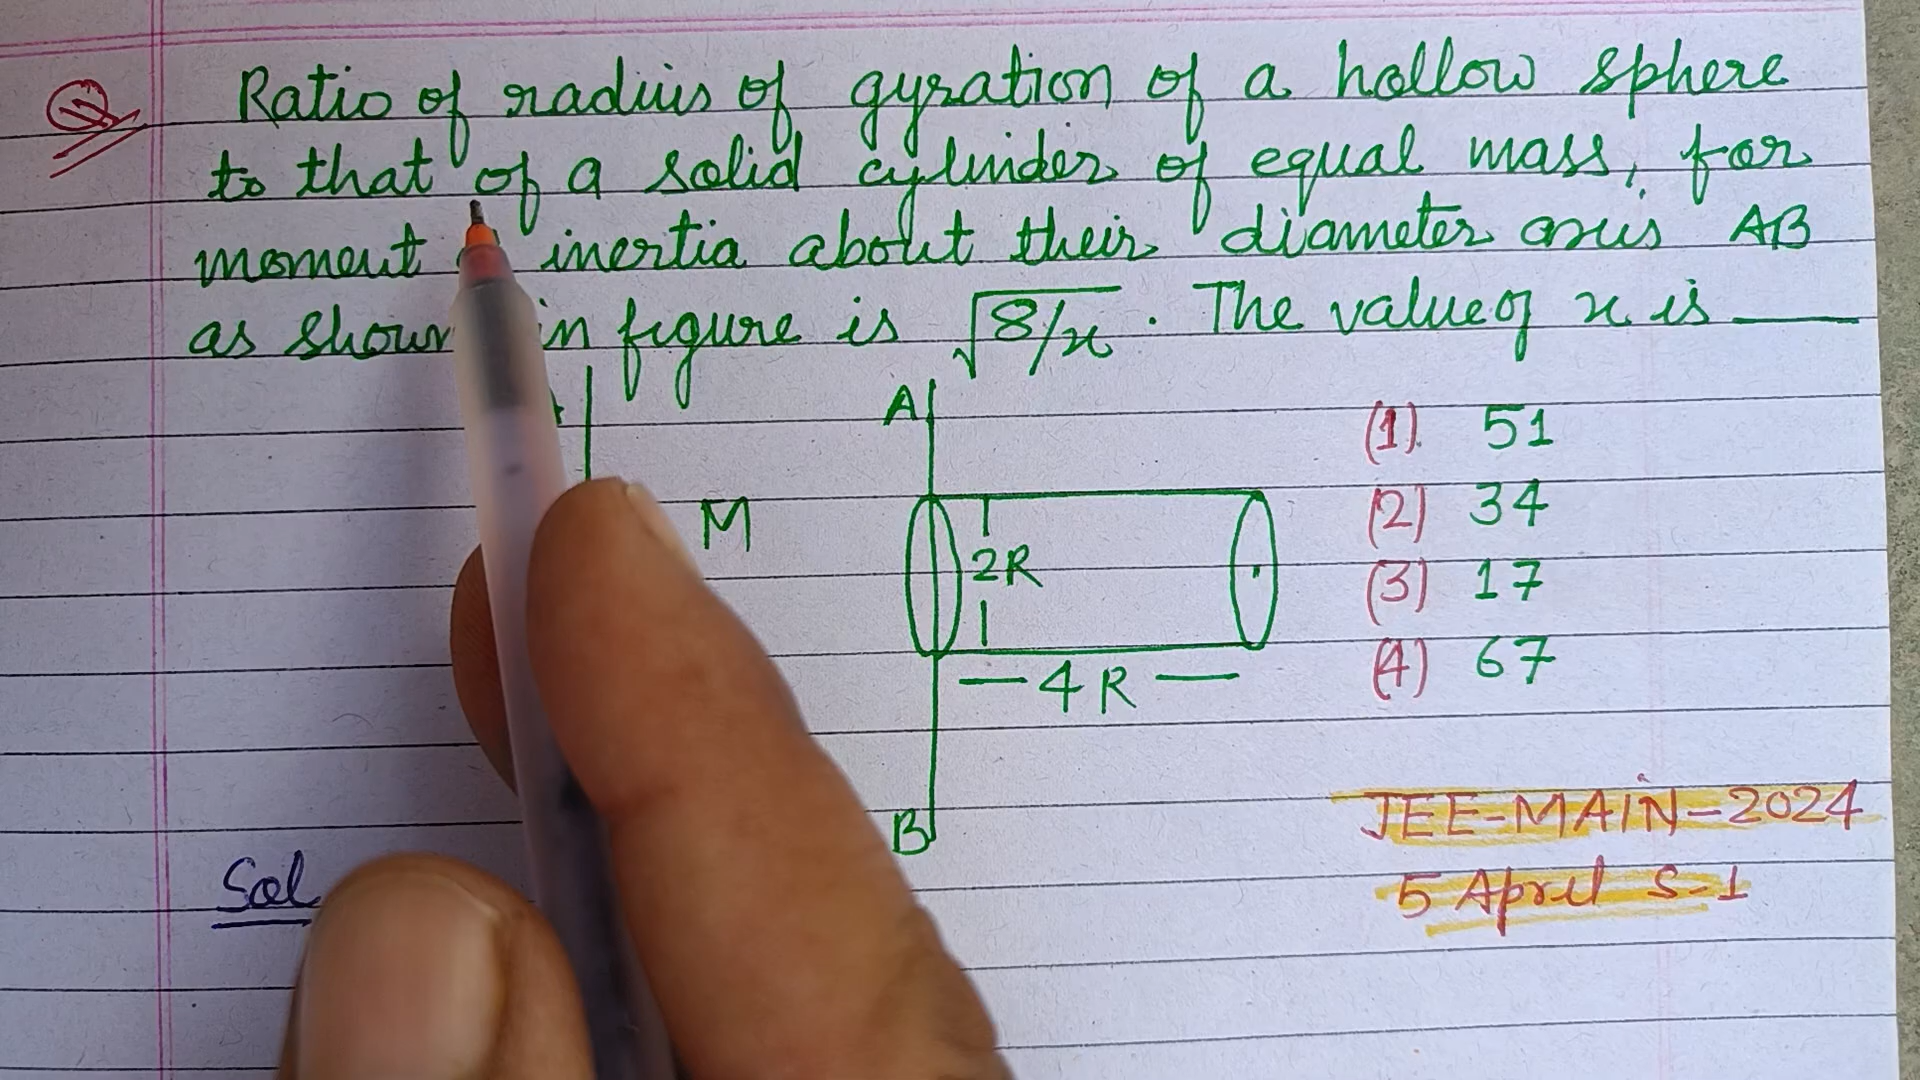 Q
Ratio of radius of gyration of a hollow sphere
to that of a solid cylinder of equal mass, for
moment inertia about their diameter axis AB
as shown in figure is √8/x. The value of x is ____
A
M
2R
4R
B
(1) 51
(2) 34
(3) 17
(4) 67
JEE-MAIN-2024
5 April S-1
Sol